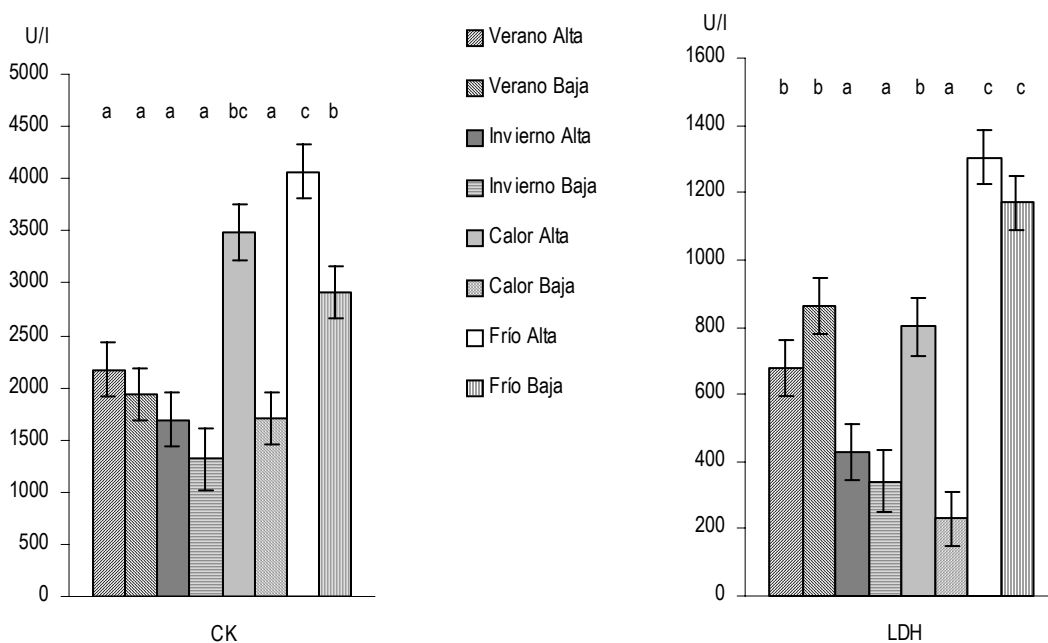 U/l
5000
4500
4000
3500
3000
2500
2000
1500
1000
500
0
a a a a bc a c b
CK
Verano Alta
Verano Baja
Invierno Alta
Invierno Baja
Calor Alta
Calor Baja
Frío Alta
Frío Baja
U/l
1600
1400
1200
1000
800
600
400
200
0
b b a a b a c c
LDH